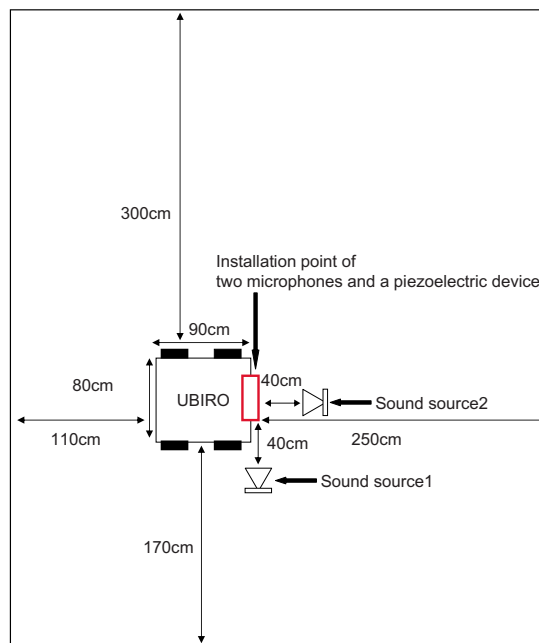 300cm
Installation point of
two microphones and a piezoelectric device
90cm
80cm
UBIRO
40cm
Sound source2
110cm
40cm
250cm
Sound source1
170cm